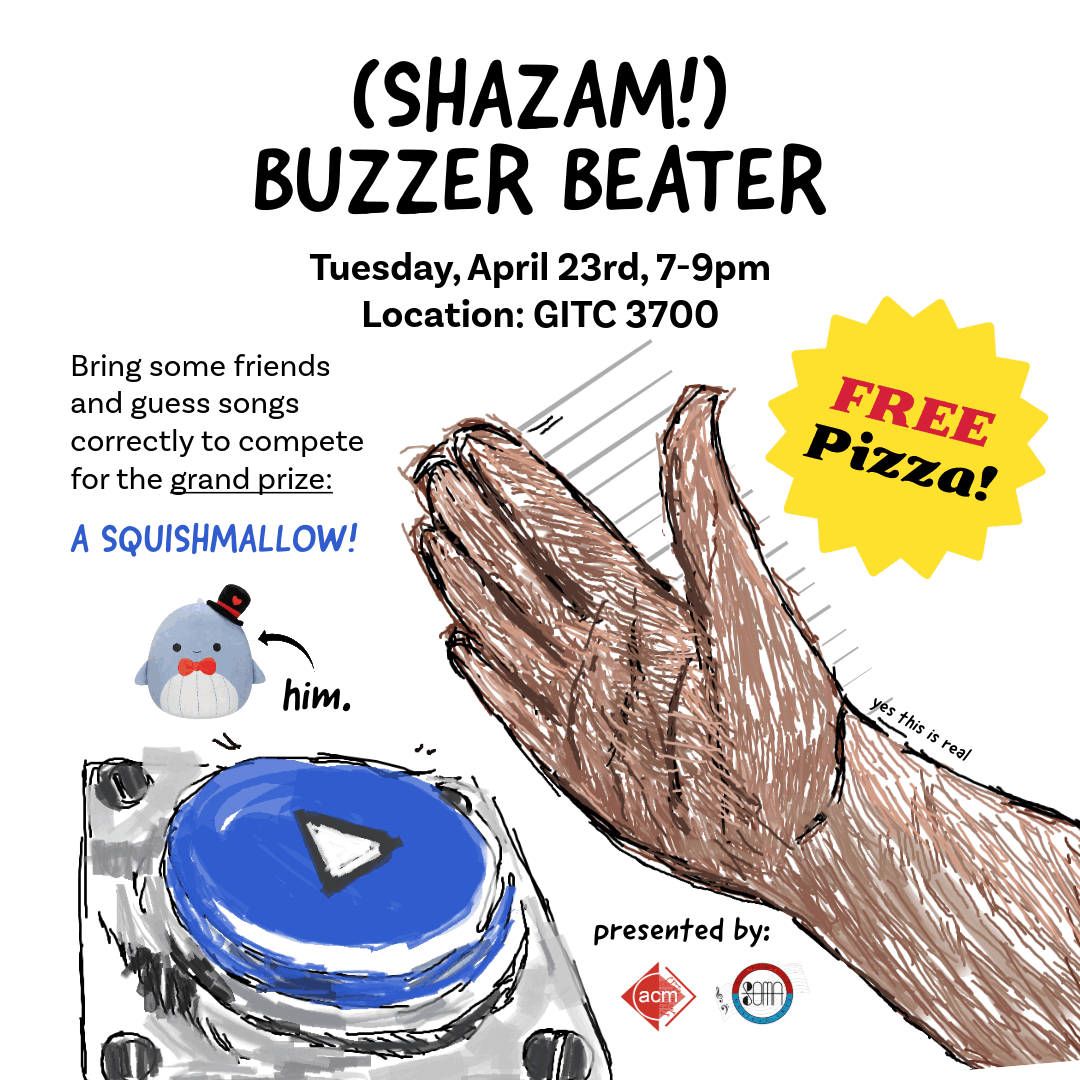 (SHAZAM!)
BUZZER BEATER
Tuesday, April 23rd, 7-9pm
Location: GITC 3700
Bring some friends
and guess songs
correctly to compete
for the grand prize:
A SQUISHMALLOW!
FREE
Pizza!
him.
yes this is real
presented by:
acm
SOMA